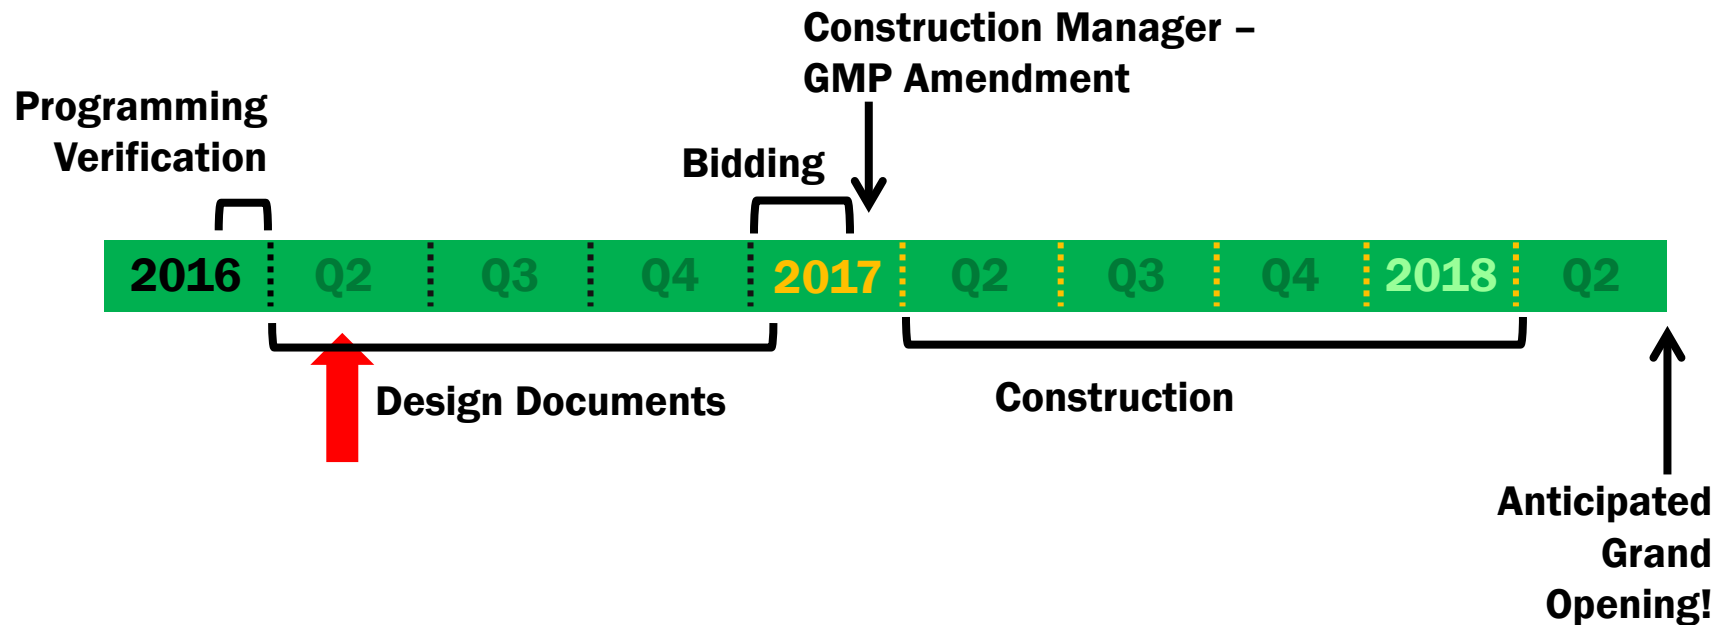 Construction Manager –
GMP Amendment
Programming
Verification
Bidding
2016 Q2 Q3 Q4 2017 Q2 Q3 Q4 2018 Q2
Design Documents
Construction
Anticipated
Grand
Opening!